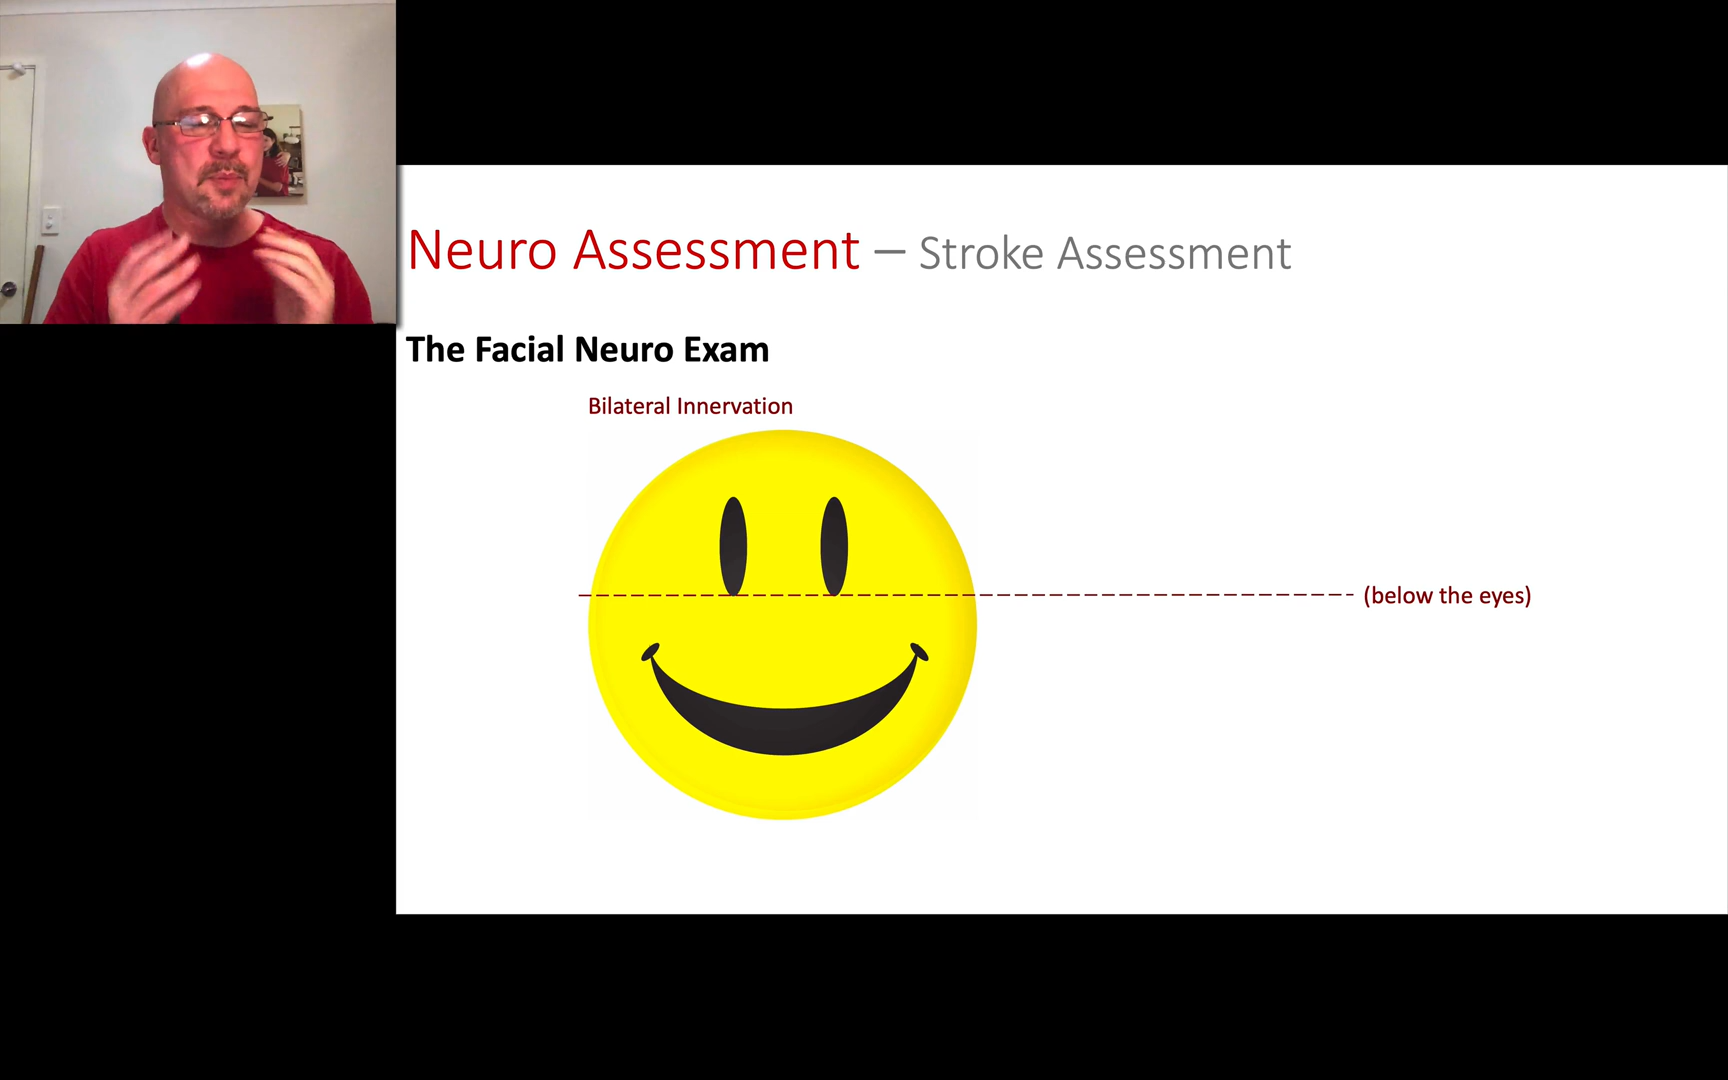 Neuro Assessment – Stroke Assessment
The Facial Neuro Exam
Bilateral Innervation
(below the eyes)